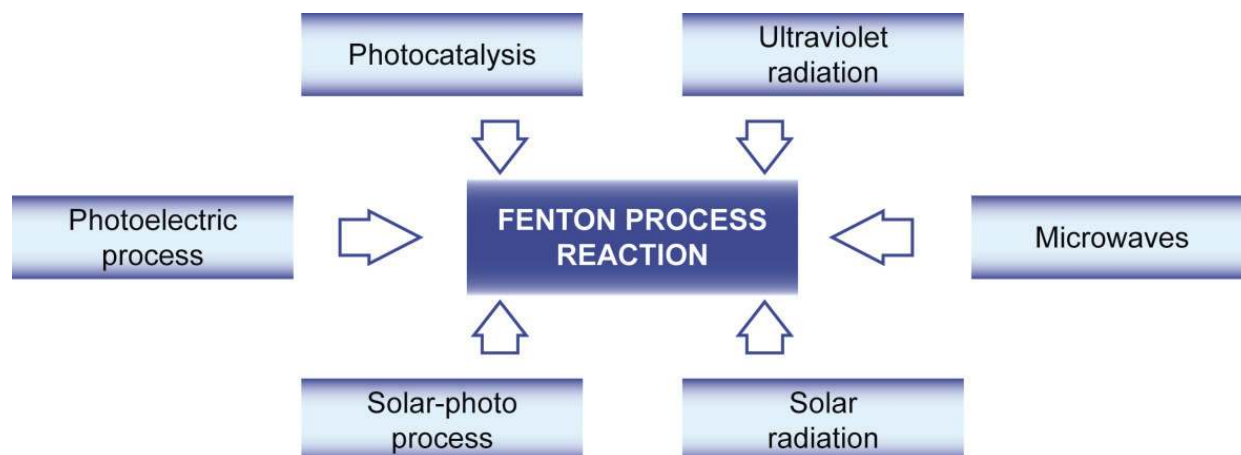 Photocatalysis
Ultraviolet
radiation
Photoelectric
process
FENTON PROCESS
REACTION
Microwaves
Solar-photo
process
Solar
radiation